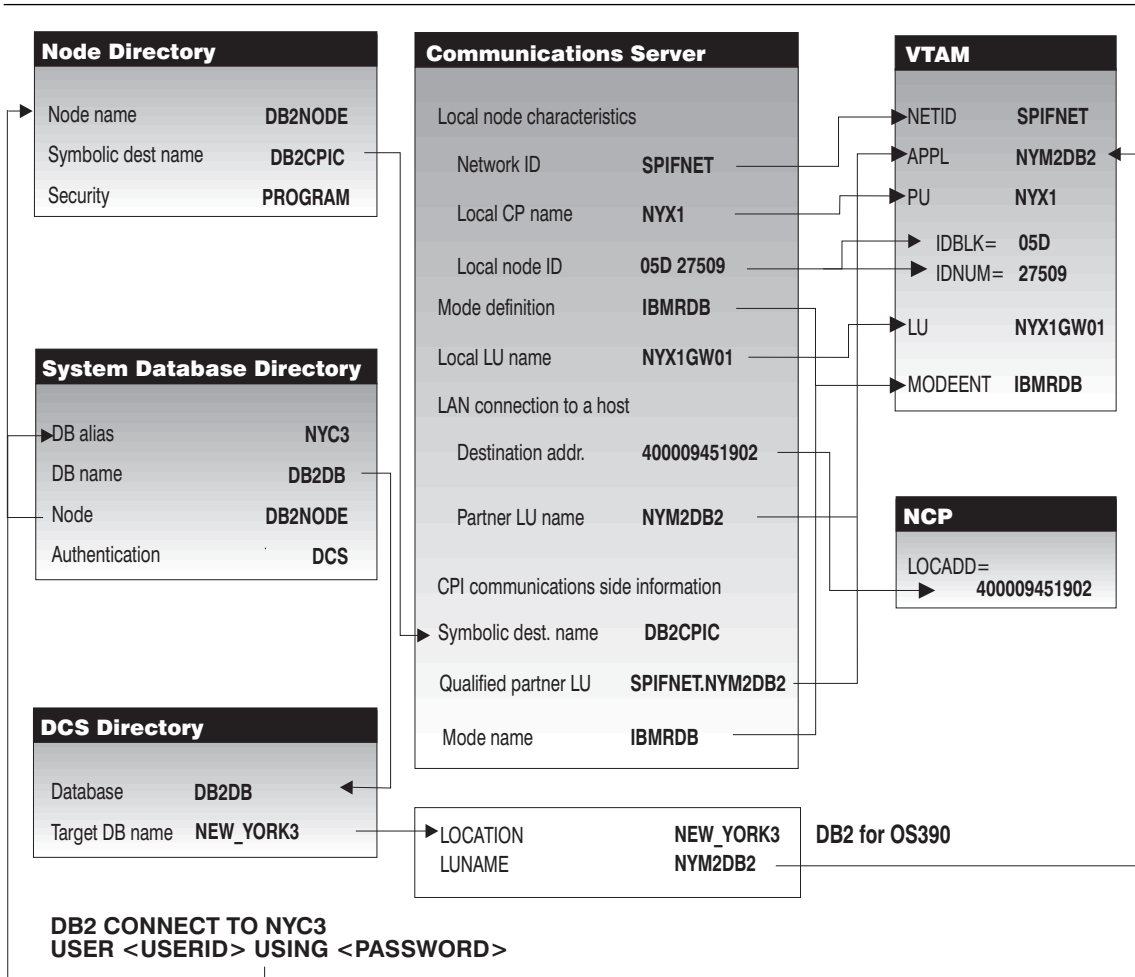 Node Directory
Node name DB2NODE
Symbolic dest name DB2CPIC
Security PROGRAM
System Database Directory
DB alias NYC3
DB name DB2DB
Node DB2NODE
Authentication DCS
DCS Directory
Database DB2DB
Target DB name NEW_YORK3
Communications Server
Local node characteristics
Network ID SPIFNET
Local CP name NYX1
Local node ID 05D 27509
Mode definition IBMRDB
Local LU name NYX1GW01
LAN connection to a host
Destination addr. 400009451902
Partner LU name NYM2DB2
CPI communications side information
Symbolic dest. name DB2CPIC
Qualified partner LU SPIFNET.NYM2DB2
Mode name IBMRDB
VTAM
NETID SPIFNET
APPL NYM2DB2
PU NYX1
IDBLK= 05D
IDNUM= 27509
LU NYX1GW01
MODEENT IBMRDB
NCP
LOCADD=
400009451902
LOCATION NEW_YORK3
LUNAME NYM2DB2
DB2 for OS390
DB2 CONNECT TO NYC3
USER <USERID> USING <PASSWORD>